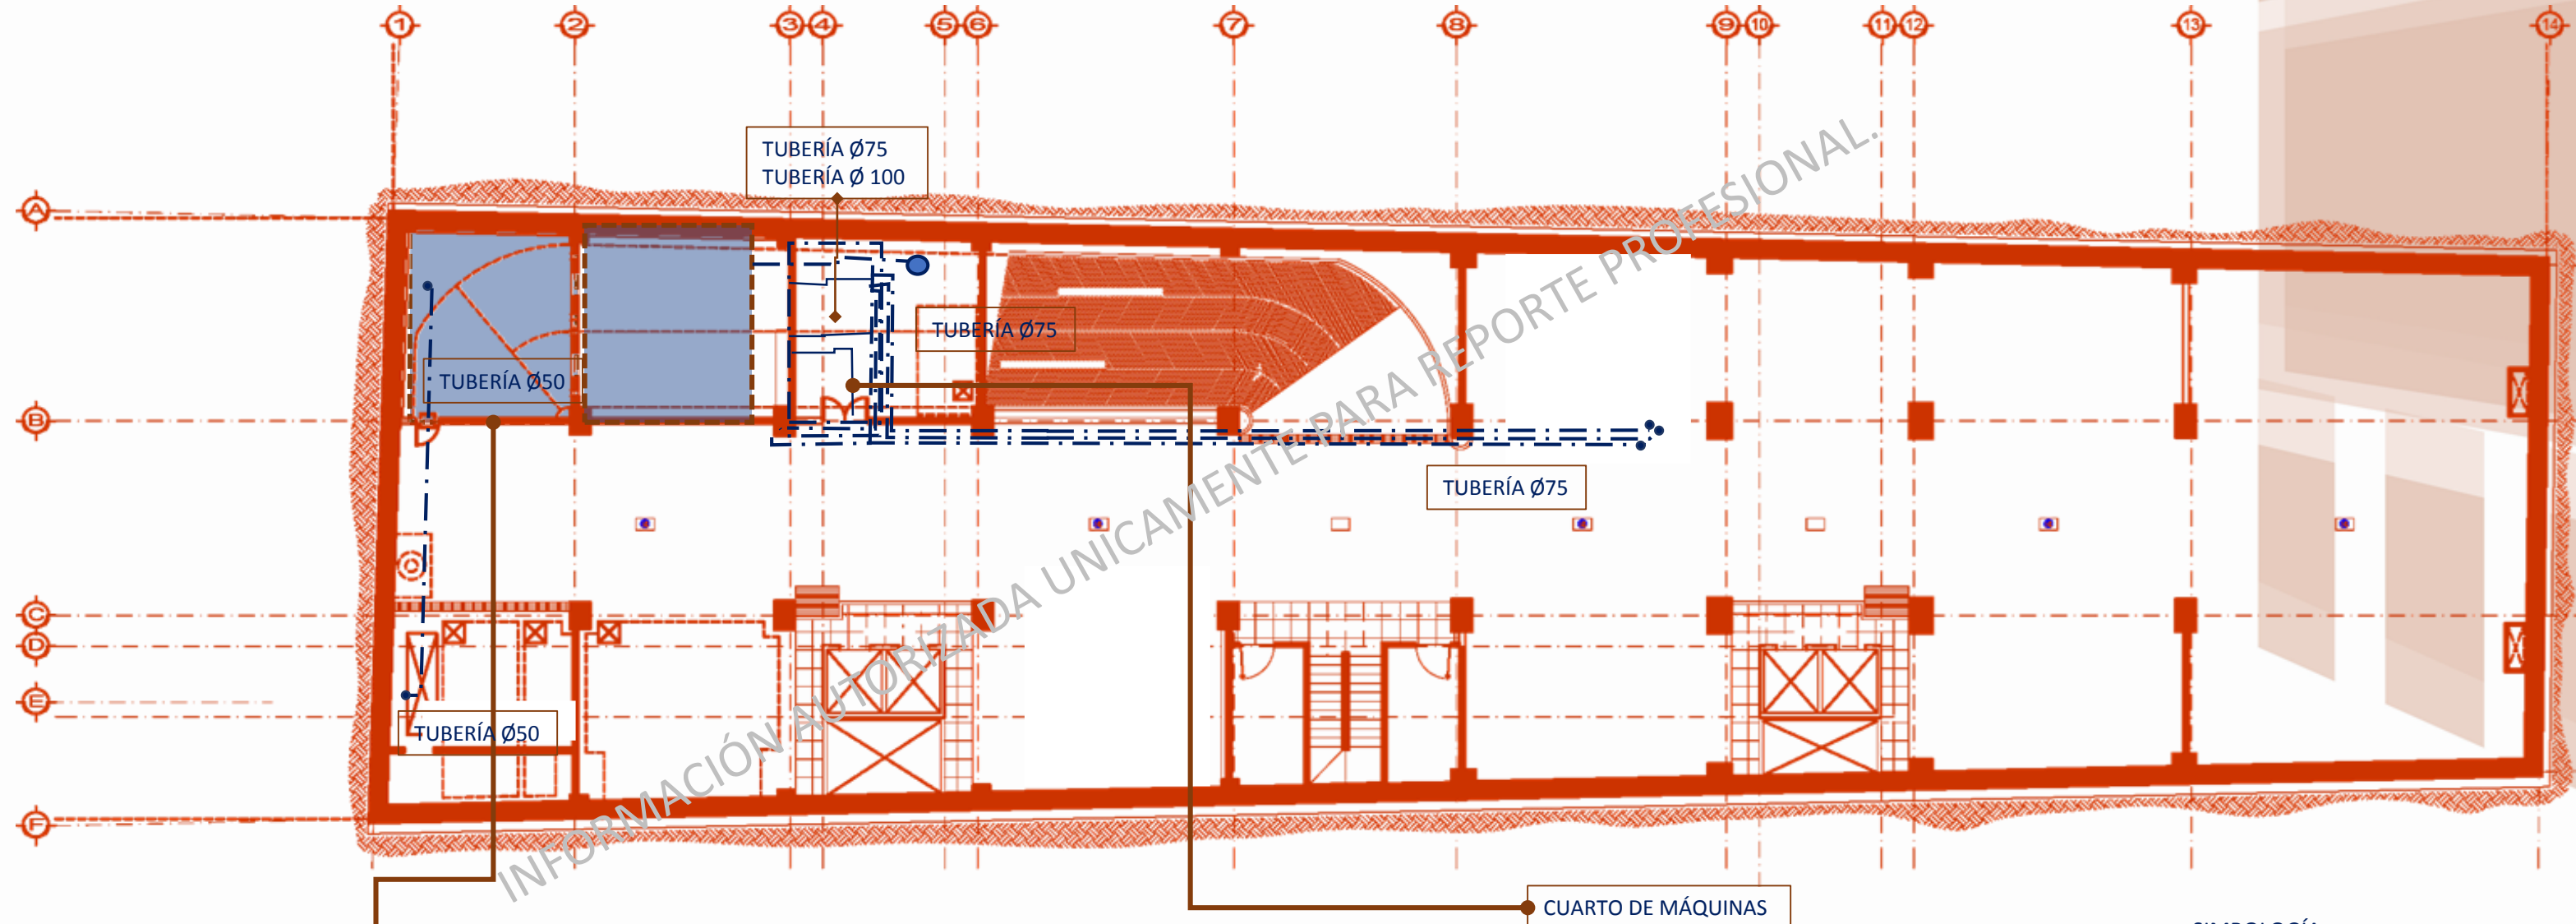 1 2 3 4 5 6 7 8 9 10 11 12 13 14
TUBERÍA Ø75
TUBERÍA Ø 100
A
TUBERÍA Ø75
TUBERÍA Ø50
B
TUBERÍA Ø75
C
D
E
TUBERÍA Ø50
F
INFORMACIÓN AUTORIZADA UNICAMENTE PARA REPORTE PROFESIONAL.
CUARTO DE MÁQUINAS
SIMBOLOGÍA